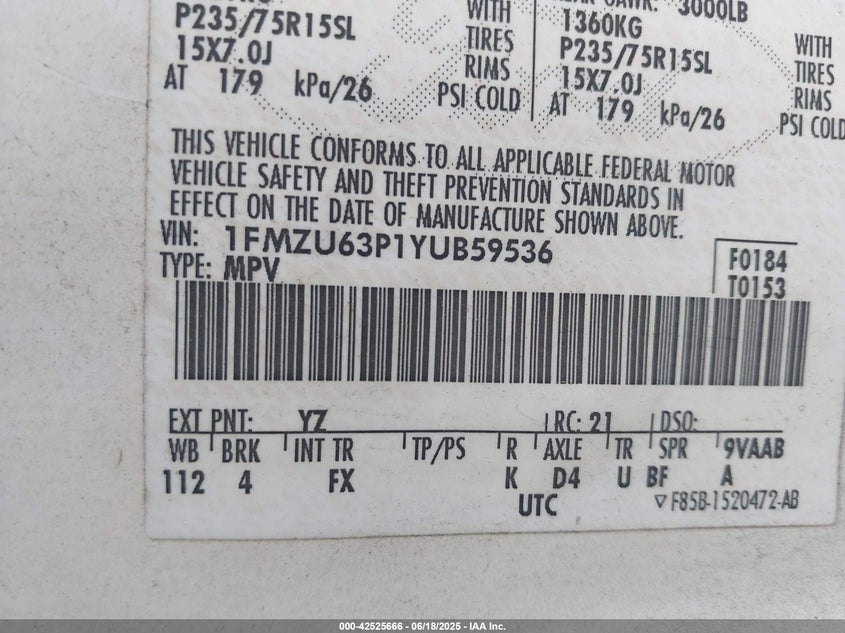 3000LB
P235/75R15SL WITH 1360KG WITH
15X7.0J TIRES P235/75R15SL TIRES
RIMS 15X7.0J RIMS
AT 179 kPa/26 PSI COLD AT 179 kPa/26 PSI COLD
THIS VEHICLE CONFORMS TO ALL APPLICABLE FEDERAL MOTOR
VEHICLE SAFETY AND THEFT PREVENTION STANDARDS IN
EFFECT ON THE DATE OF MANUFACTURE SHOWN ABOVE.
VIN: 1FMZU63P1YUB59536
TYPE: MPV
F0184
T0153
EXT PNT: YZ RC: 21 DSO:
WB BRK INT TR TP/PS R AXLE TR SPR 9VAAB
112 4 FX K D4 U BF A
UTC F85B-1520472-AB
000-42525666 - 06/18/2025 - IAA Inc.